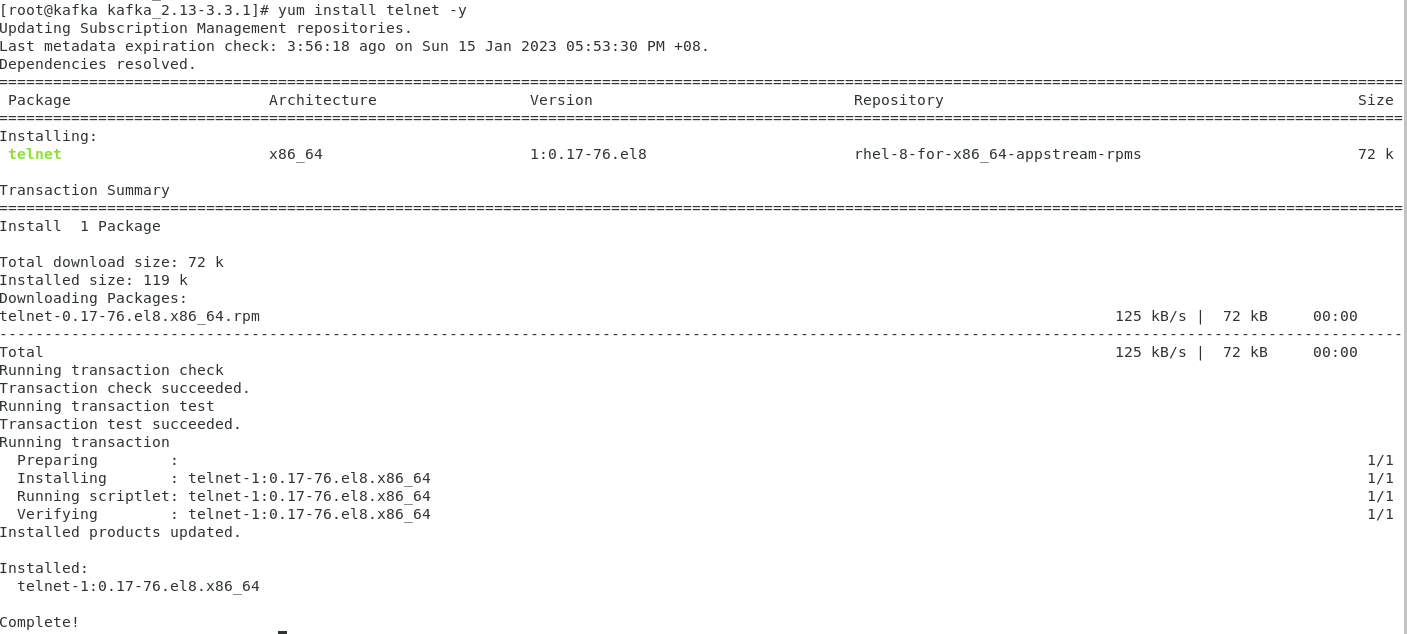 [root@kafka kafka_2.13-3.3.1]# yum install telnet -y
Updating Subscription Management repositories.
Last metadata expiration check: 3:56:18 ago on Sun 15 Jan 2023 05:53:30 PM +08.
Dependencies resolved.
============================================================================================================================================================
 Package                      Architecture                 Version                             Repository                                              Size
============================================================================================================================================================
Installing:
 telnet                       x86_64                       1:0.17-76.el8                       rhel-8-for-x86_64-appstream-rpms                        72 k

Transaction Summary
============================================================================================================================================================
Install  1 Package

Total download size: 72 k
Installed size: 119 k
Downloading Packages:
telnet-0.17-76.el8.x86_64.rpm                                                                                               125 kB/s |  72 kB     00:00
------------------------------------------------------------------------------------------------------------------------------------------------------------
Total                                                                                                                       125 kB/s |  72 kB     00:00
Running transaction check
Transaction check succeeded.
Running transaction test
Transaction test succeeded.
Running transaction
  Preparing        :                                                                                                                                    1/1
  Installing       : telnet-1:0.17-76.el8.x86_64                                                                                                        1/1
  Running scriptlet: telnet-1:0.17-76.el8.x86_64                                                                                                        1/1
  Verifying        : telnet-1:0.17-76.el8.x86_64                                                                                                        1/1
Installed products updated.

Installed:
  telnet-1:0.17-76.el8.x86_64

Complete!